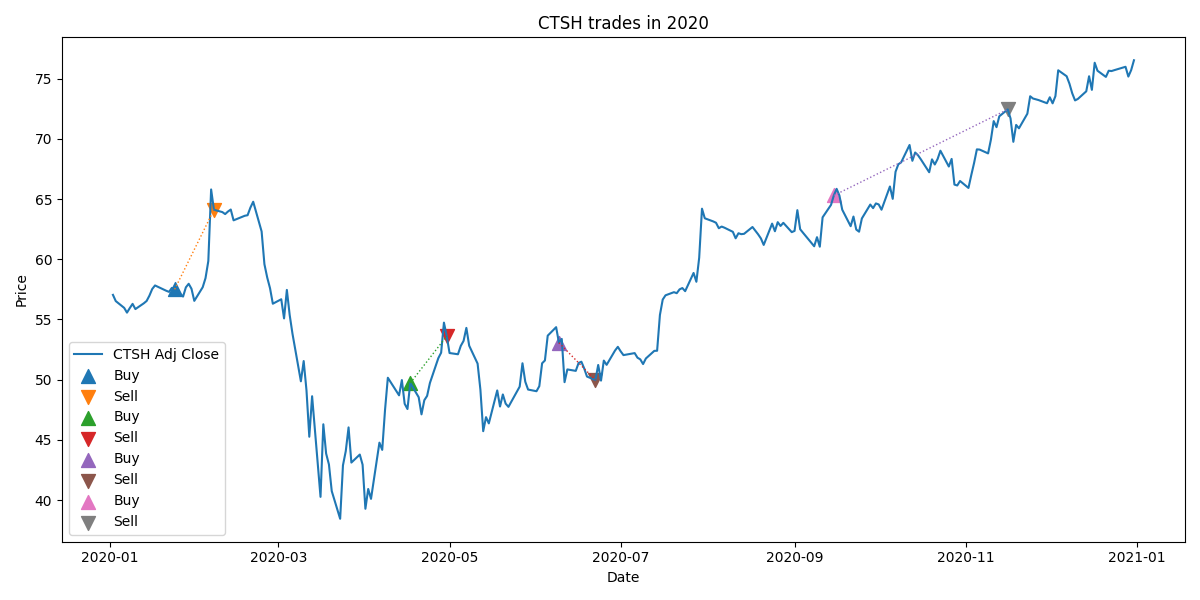 CTSH trades in 2020
Price
75
70
65
60
55
50
45
40
CTSH Adj Close
Buy
Sell
Buy
Sell
Buy
Sell
Buy
Sell
2020-01
2020-03
2020-05
2020-07
2020-09
2020-11
2021-01
Date